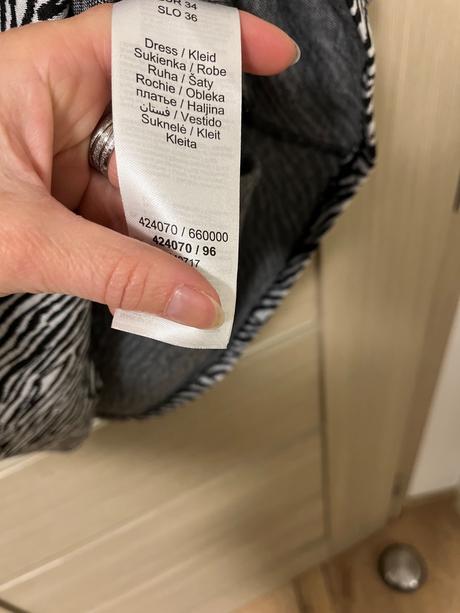 34
SLO 36
Dress / Kleid
Sukienka / Robe
Ruha / Šaty
Rochie / Obleka
платье / Haljina
فستان / Vestido
Suknelė / Kleit
Kleita
424070 / 660000
424070 / 96